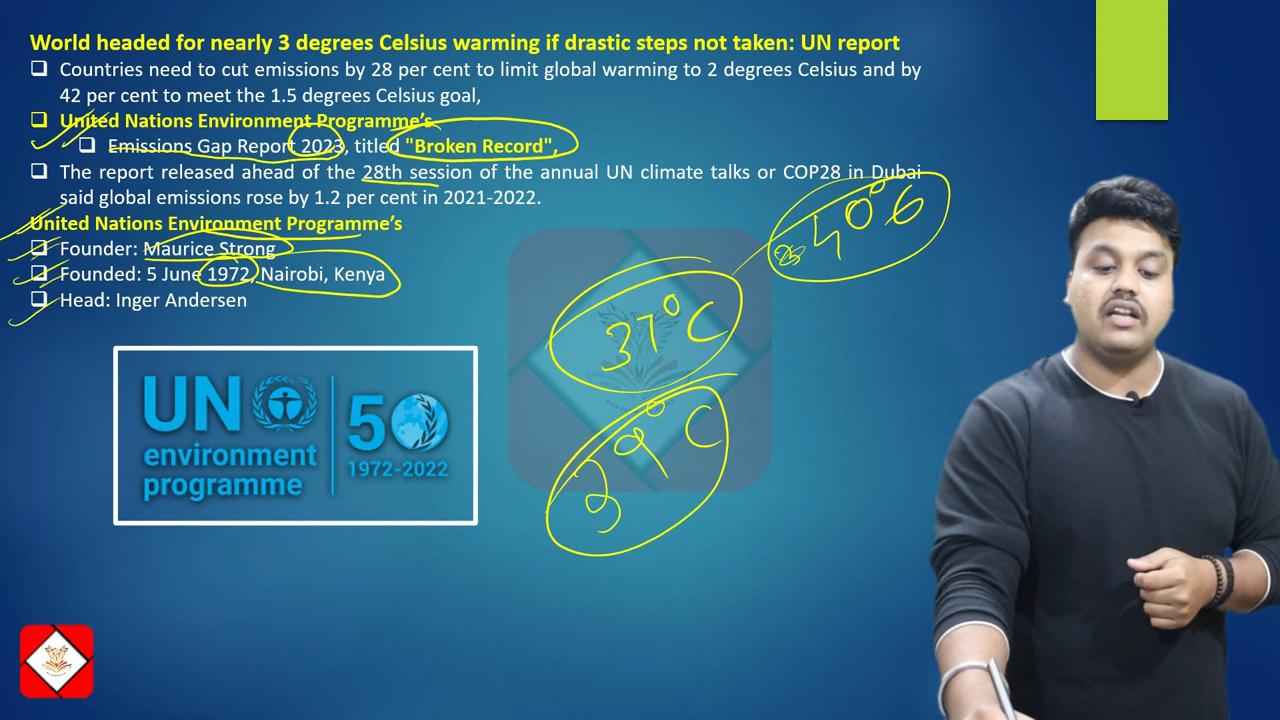 World headed for nearly 3 degrees Celsius warming if drastic steps not taken: UN report
❑ Countries need to cut emissions by 28 per cent to limit global warming to 2 degrees Celsius and by
42 per cent to meet the 1.5 degrees Celsius goal,
❑ United Nations Environment Programme's
❑ Emissions Gap Report 2023, titled "Broken Record",
❑ The report released ahead of the 28th session of the annual UN climate talks or COP28 in Dubai
said global emissions rose by 1.2 per cent in 2021-2022.
United Nations Environment Programme's
❑ Founder: Maurice Strong
❑ Founded: 5 June 1972, Nairobi, Kenya
❑ Head: Inger Andersen
37°C
39°C
UN
environment
programme
50
1972-2022